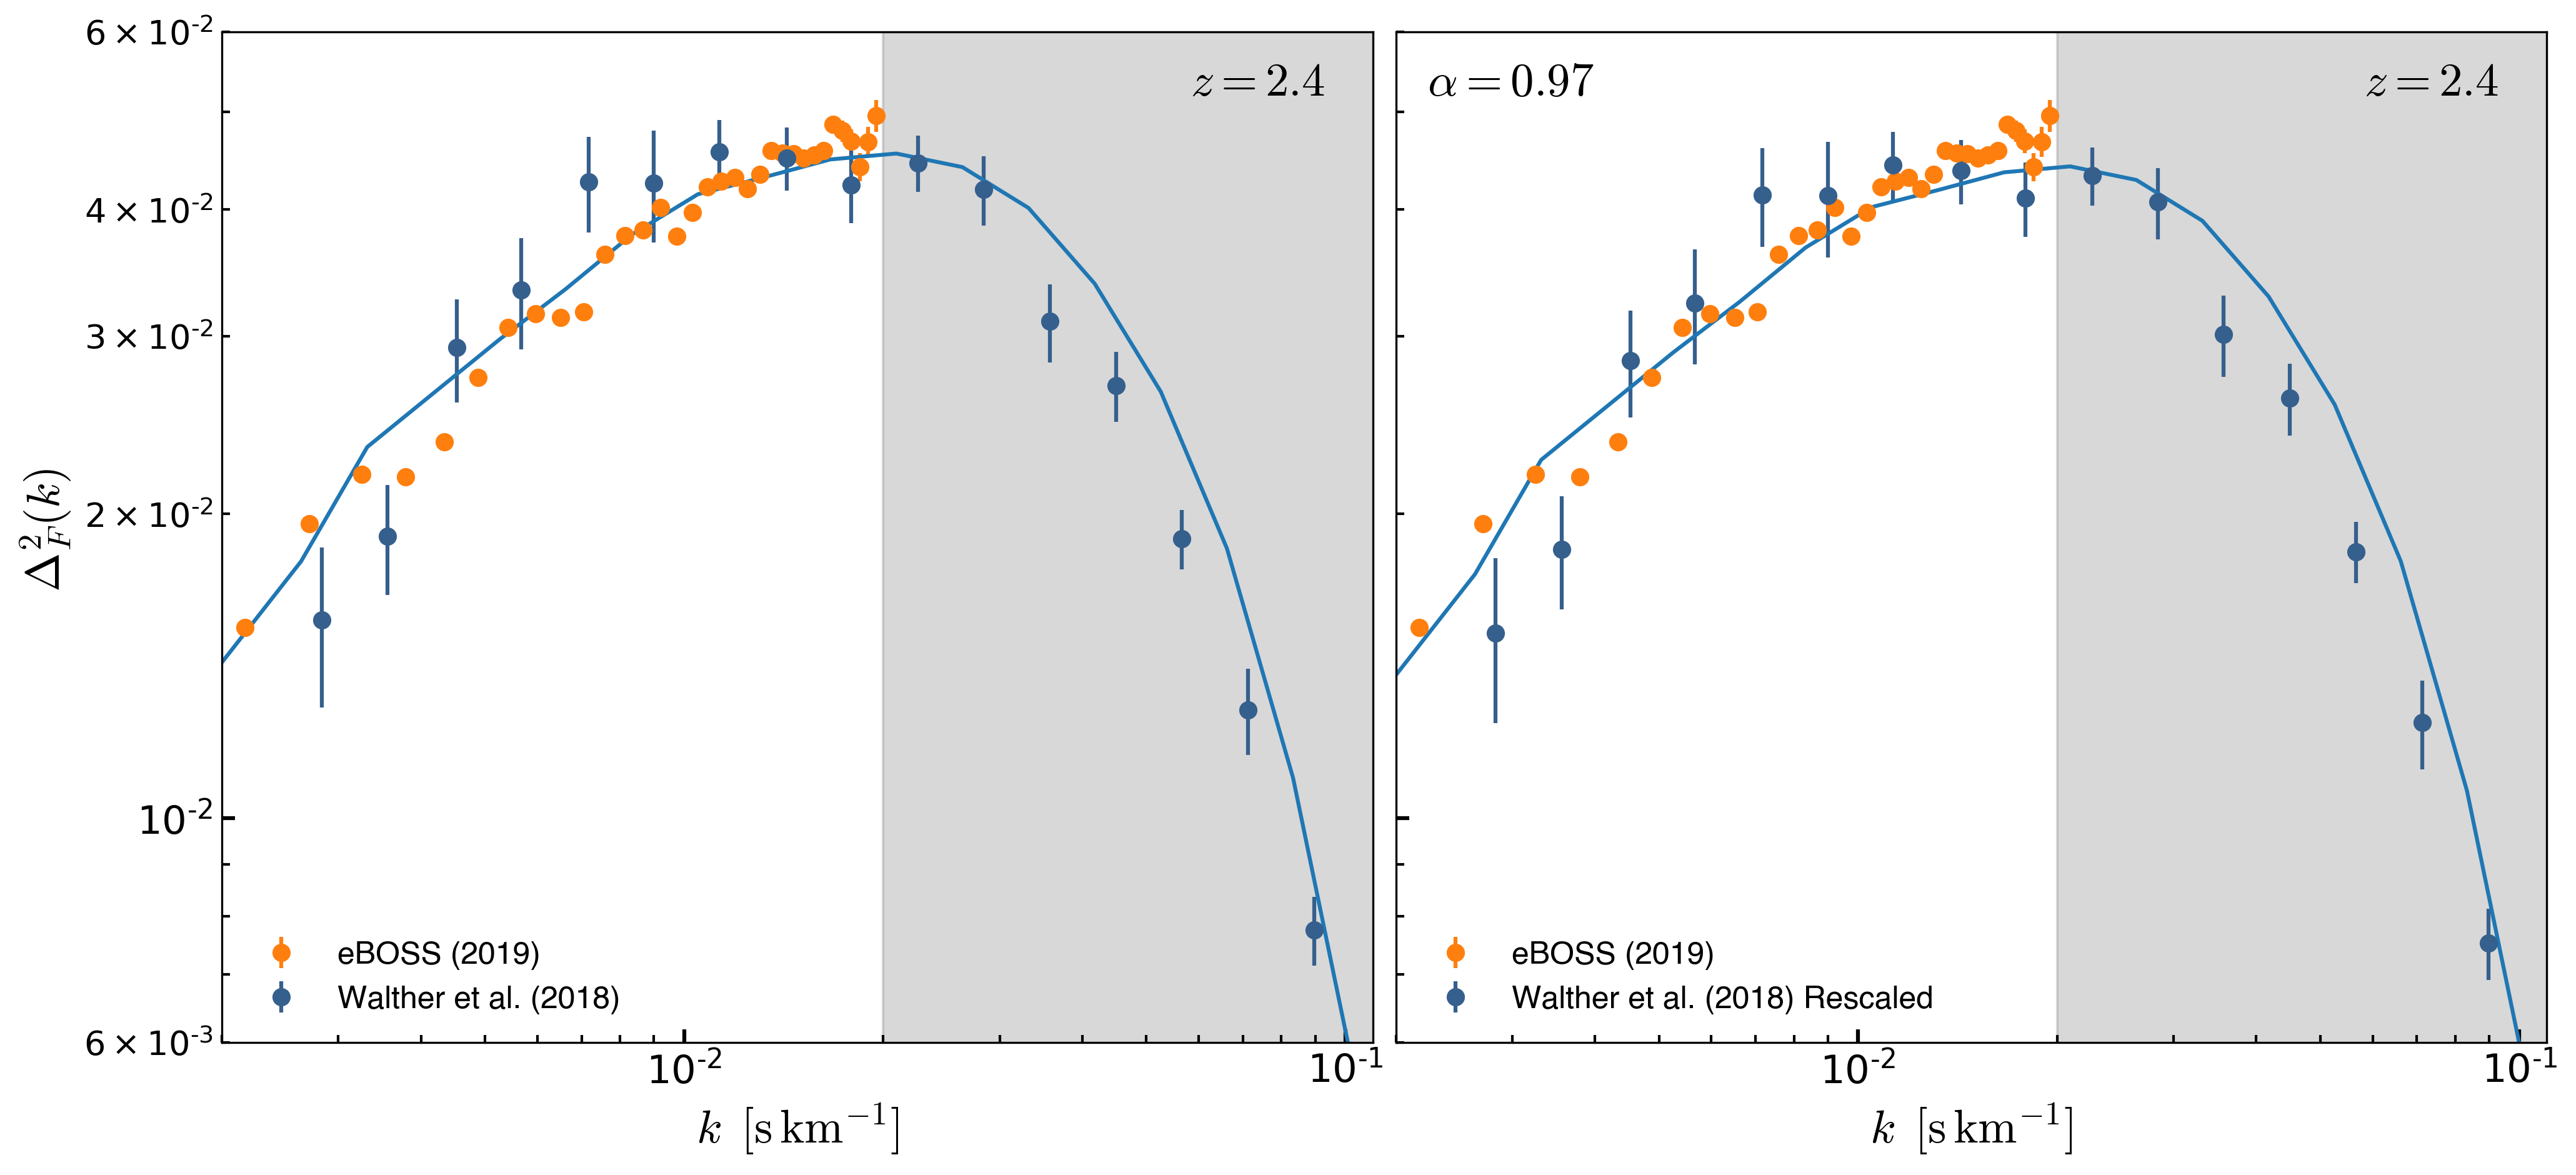 6 × 10⁻²
4 × 10⁻²
3 × 10⁻²
2 × 10⁻²
10⁻²
6 × 10⁻³
Δ²_F(k)
z = 2.4
eBOSS (2019)
Walther et al. (2018)
10⁻²
10⁻¹
k [s km⁻¹]
α = 0.97
z = 2.4
eBOSS (2019)
Walther et al. (2018) Rescaled
10⁻²
10⁻¹
k [s km⁻¹]